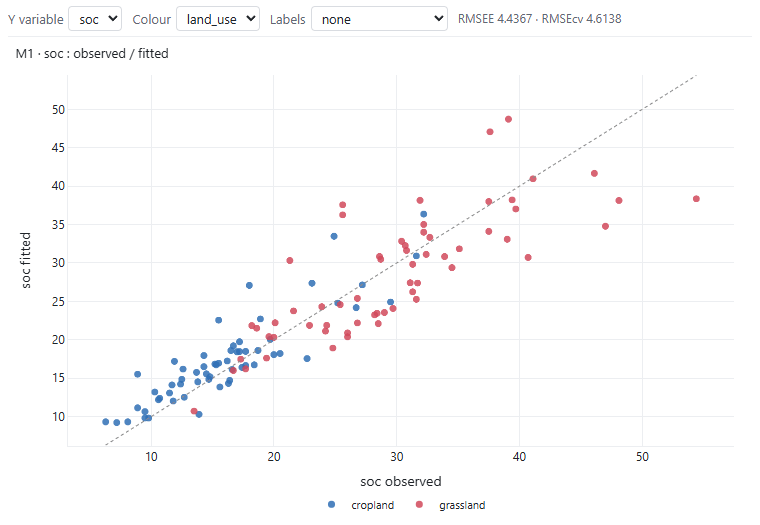 Y variable soc Colour land_use Labels none RMSEE 4.4367 · RMSEcv 4.6138
M1 · soc : observed / fitted
50
45
40
35
30
25
20
15
10
soc fitted
10 20 30 40 50
soc observed
cropland grassland